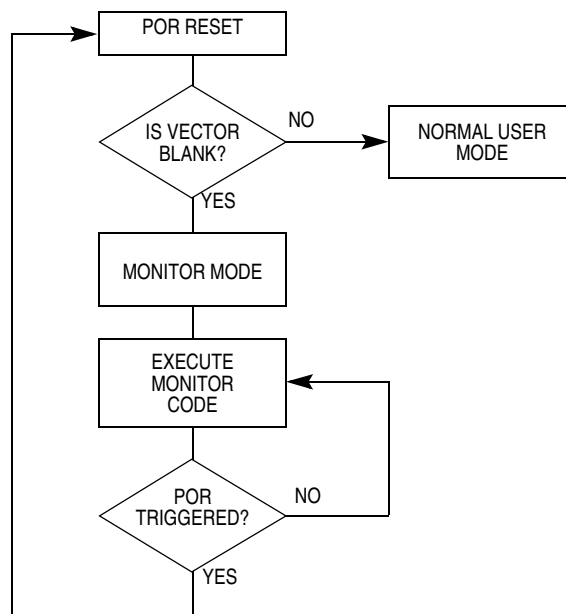 POR RESET
IS VECTOR
BLANK?
NO
NORMAL USER
MODE
YES
MONITOR MODE
EXECUTE
MONITOR
CODE
POR
TRIGGERED?
NO
YES